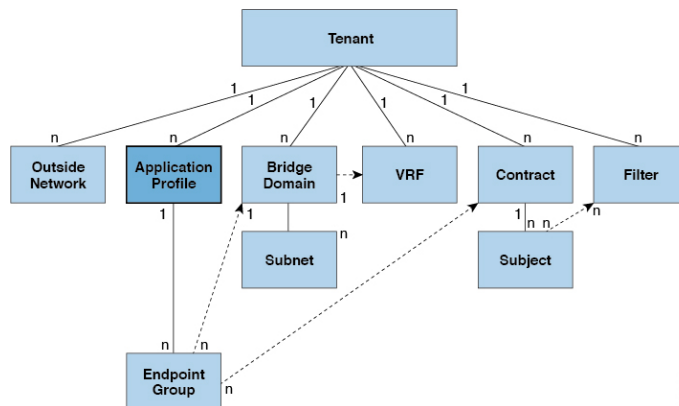 Tenant
1
1
1
1
1
1
n
n
n
n
n
n
Outside
Network
Application
Profile
Bridge
Domain
VRF
Contract
Filter
1
1
1
1
n
n
n
n
Subnet
Subject
n
n
Endpoint
Group
n